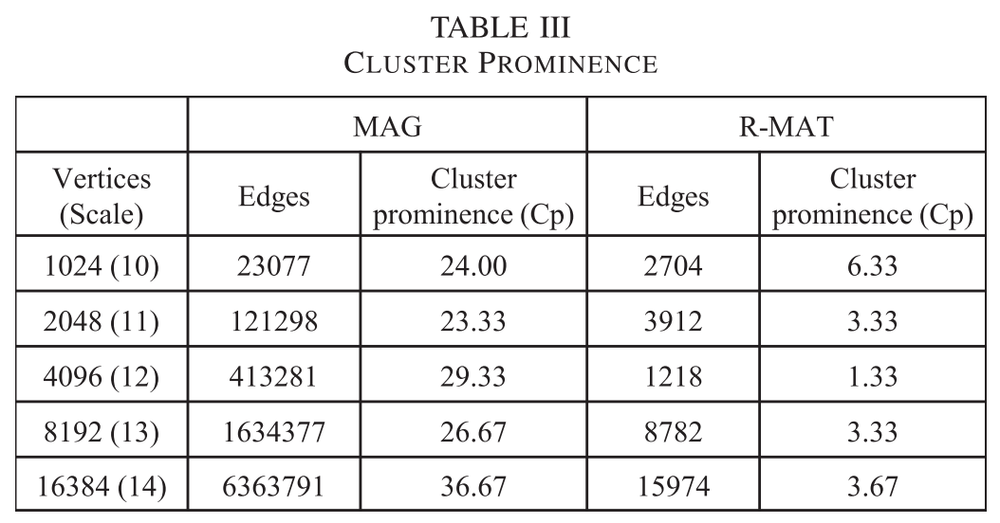 TABLE III
CLUSTER PROMINENCE
MAG R-MAT
Vertices (Scale) Edges Cluster prominence (Cp) Edges Cluster prominence (Cp)
1024 (10) 23077 24.00 2704 6.33
2048 (11) 121298 23.33 3912 3.33
4096 (12) 413281 29.33 1218 1.33
8192 (13) 1634377 26.67 8782 3.33
16384 (14) 6363791 36.67 15974 3.67